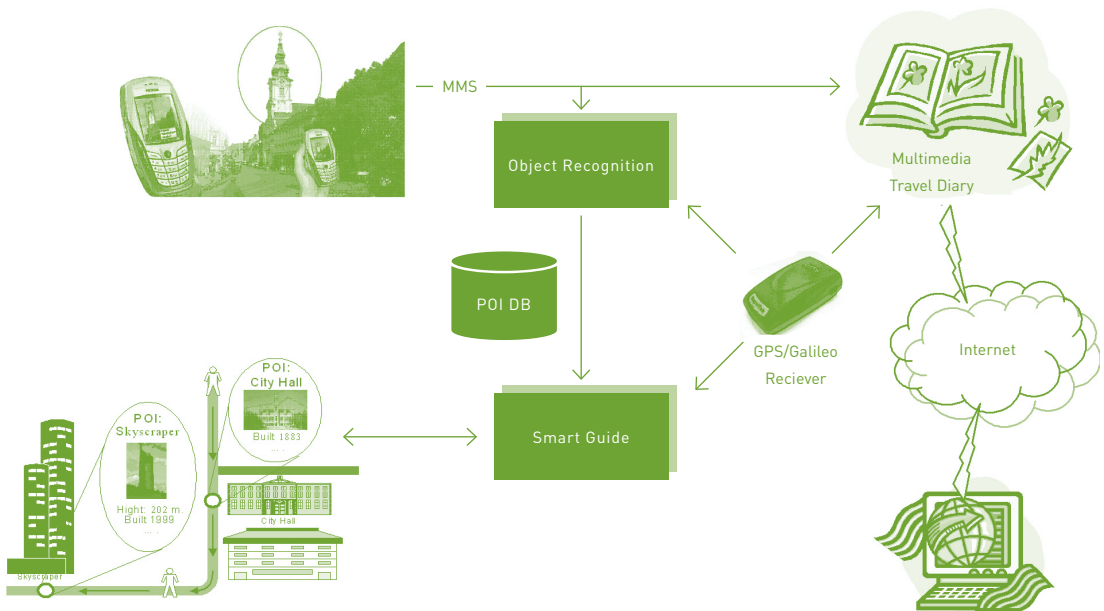 MMS
Object Recognition
Multimedia
Travel Diary
POI DB
GPS/Galileo
Reciever
Internet
Smart Guide
POI:
City Hall
Built 1883
.... .
POI:
Skyscraper
Hight: 202 m.
Built 1999
.... .
City Hall
Skyscraper